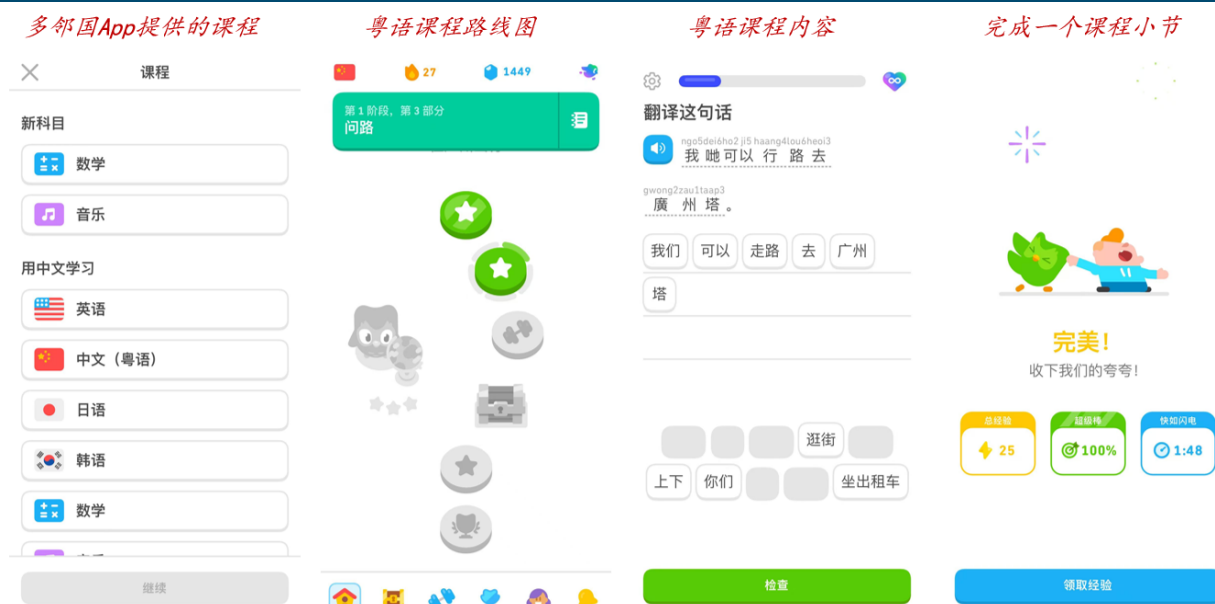 多邻国App提供的课程
课程
新科目
数学
音乐
用中文学习
英语
中文（粤语）
日语
韩语
数学
继续
粤语课程路线图
27
1449
第 1 阶段，第 3 部分
问路
粤语课程内容
翻译这句话
ngo5dei6ho2 ji5 haang4lou6heoi3
我 哋 可以 行 路 去
gwong2zau1taap3
廣 州 塔 。
我们 可以 走路 去 广州
塔
逛街
上下 你们 坐出租车
检查
完成一个课程小节
完美！
收下我们的夸夸！
总经验 超级棒 快如闪电
25 100% 1:48
领取经验